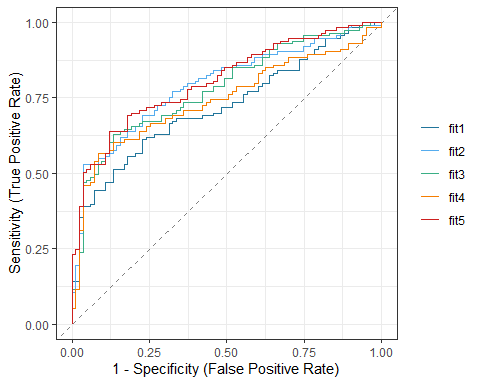 Sensitivity (True Positive Rate)
1.00
0.75
0.50
0.25
0.00
0.00 0.25 0.50 0.75 1.00
1 - Specificity (False Positive Rate)
fit1
fit2
fit3
fit4
fit5